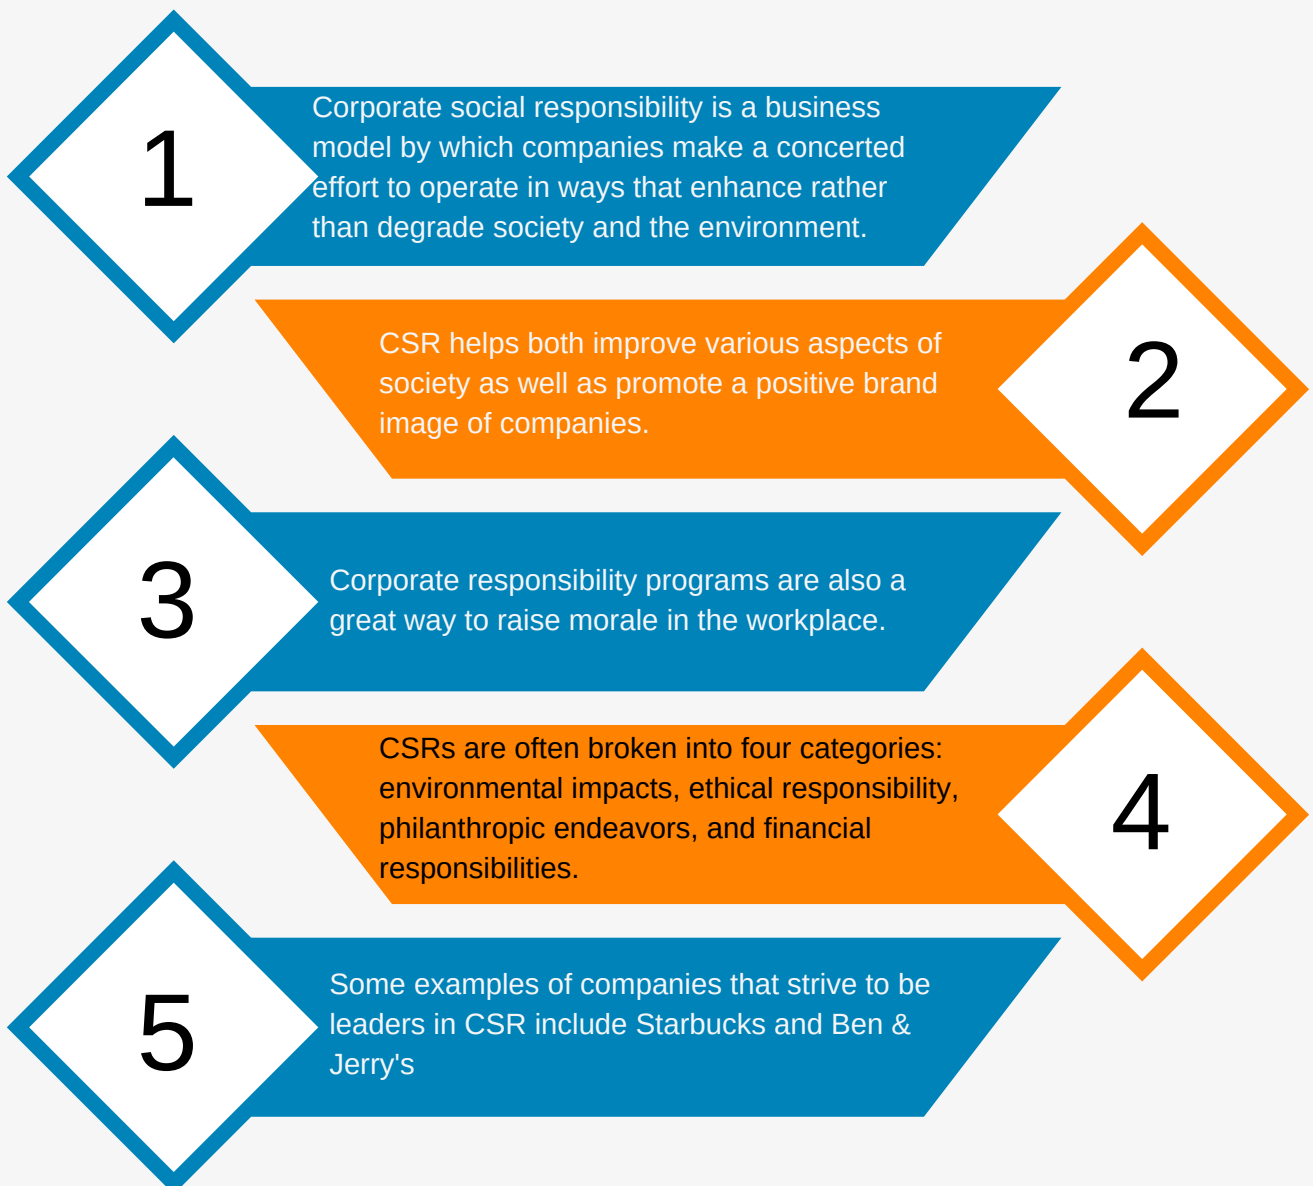 1
Corporate social responsibility is a business
model by which companies make a concerted
effort to operate in ways that enhance rather
than degrade society and the environment.
2
CSR helps both improve various aspects of
society as well as promote a positive brand
image of companies.
3
Corporate responsibility programs are also a
great way to raise morale in the workplace.
4
CSRs are often broken into four categories:
environmental impacts, ethical responsibility,
philanthropic endeavors, and financial
responsibilities.
5
Some examples of companies that strive to be
leaders in CSR include Starbucks and Ben &
Jerry's